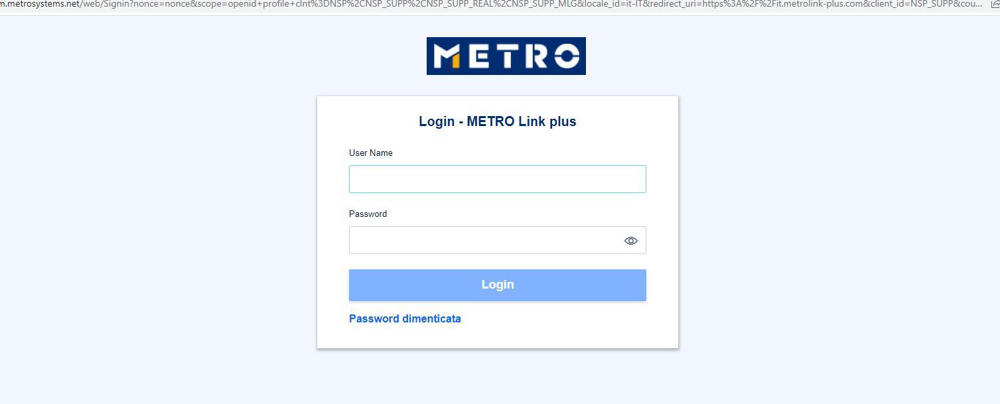 m.metrosystems.net/web/Signin?nonce=nonce&scope=openid+profile+clnt%3DNSP%2CNSP_SUPP%2CNSP_SUPP_REAL%2CNSP_SUPP_MLG&locale_id=it-IT&redirect_uri=https%3A%2F%2Fit.metrolink-plus.com&client_id=NSP_SUPP&cou...
METRO
Login - METRO Link plus
User Name
Password
Login
Password dimenticata